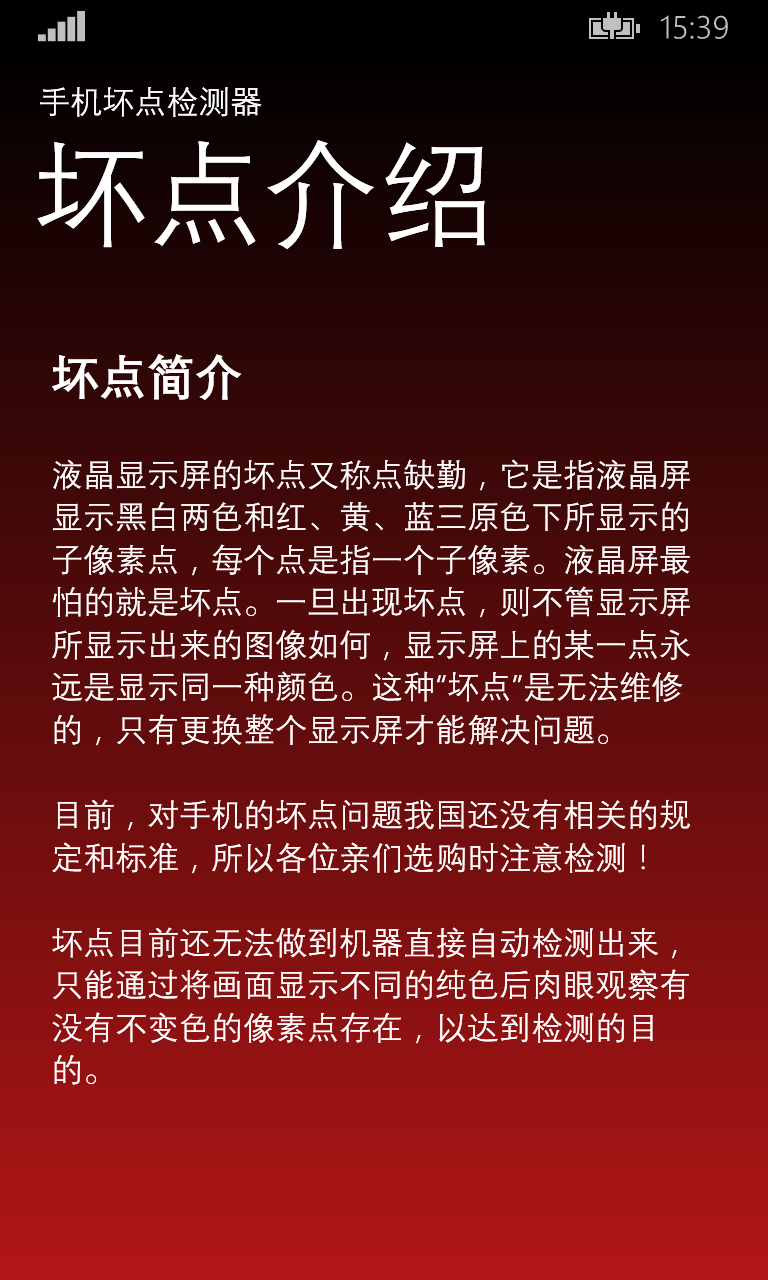 15:39
手机坏点检测器
坏点介绍
坏点简介
液晶显示屏的坏点又称点缺勤，它是指液晶屏
显示黑白两色和红、黄、蓝三原色下所显示的
子像素点，每个点是指一个子像素。液晶屏最
怕的就是坏点。一旦出现坏点，则不管显示屏
所显示出来的图像如何，显示屏上的某一点永
远是显示同一种颜色。这种“坏点”是无法维修
的，只有更换整个显示屏才能解决问题。
目前，对手机的坏点问题我国还没有相关的规
定和标准，所以各位亲们选购时注意检测！
坏点目前还无法做到机器直接自动检测出来，
只能通过将画面显示不同的纯色后肉眼观察有
没有不变色的像素点存在，以达到检测的目
的。